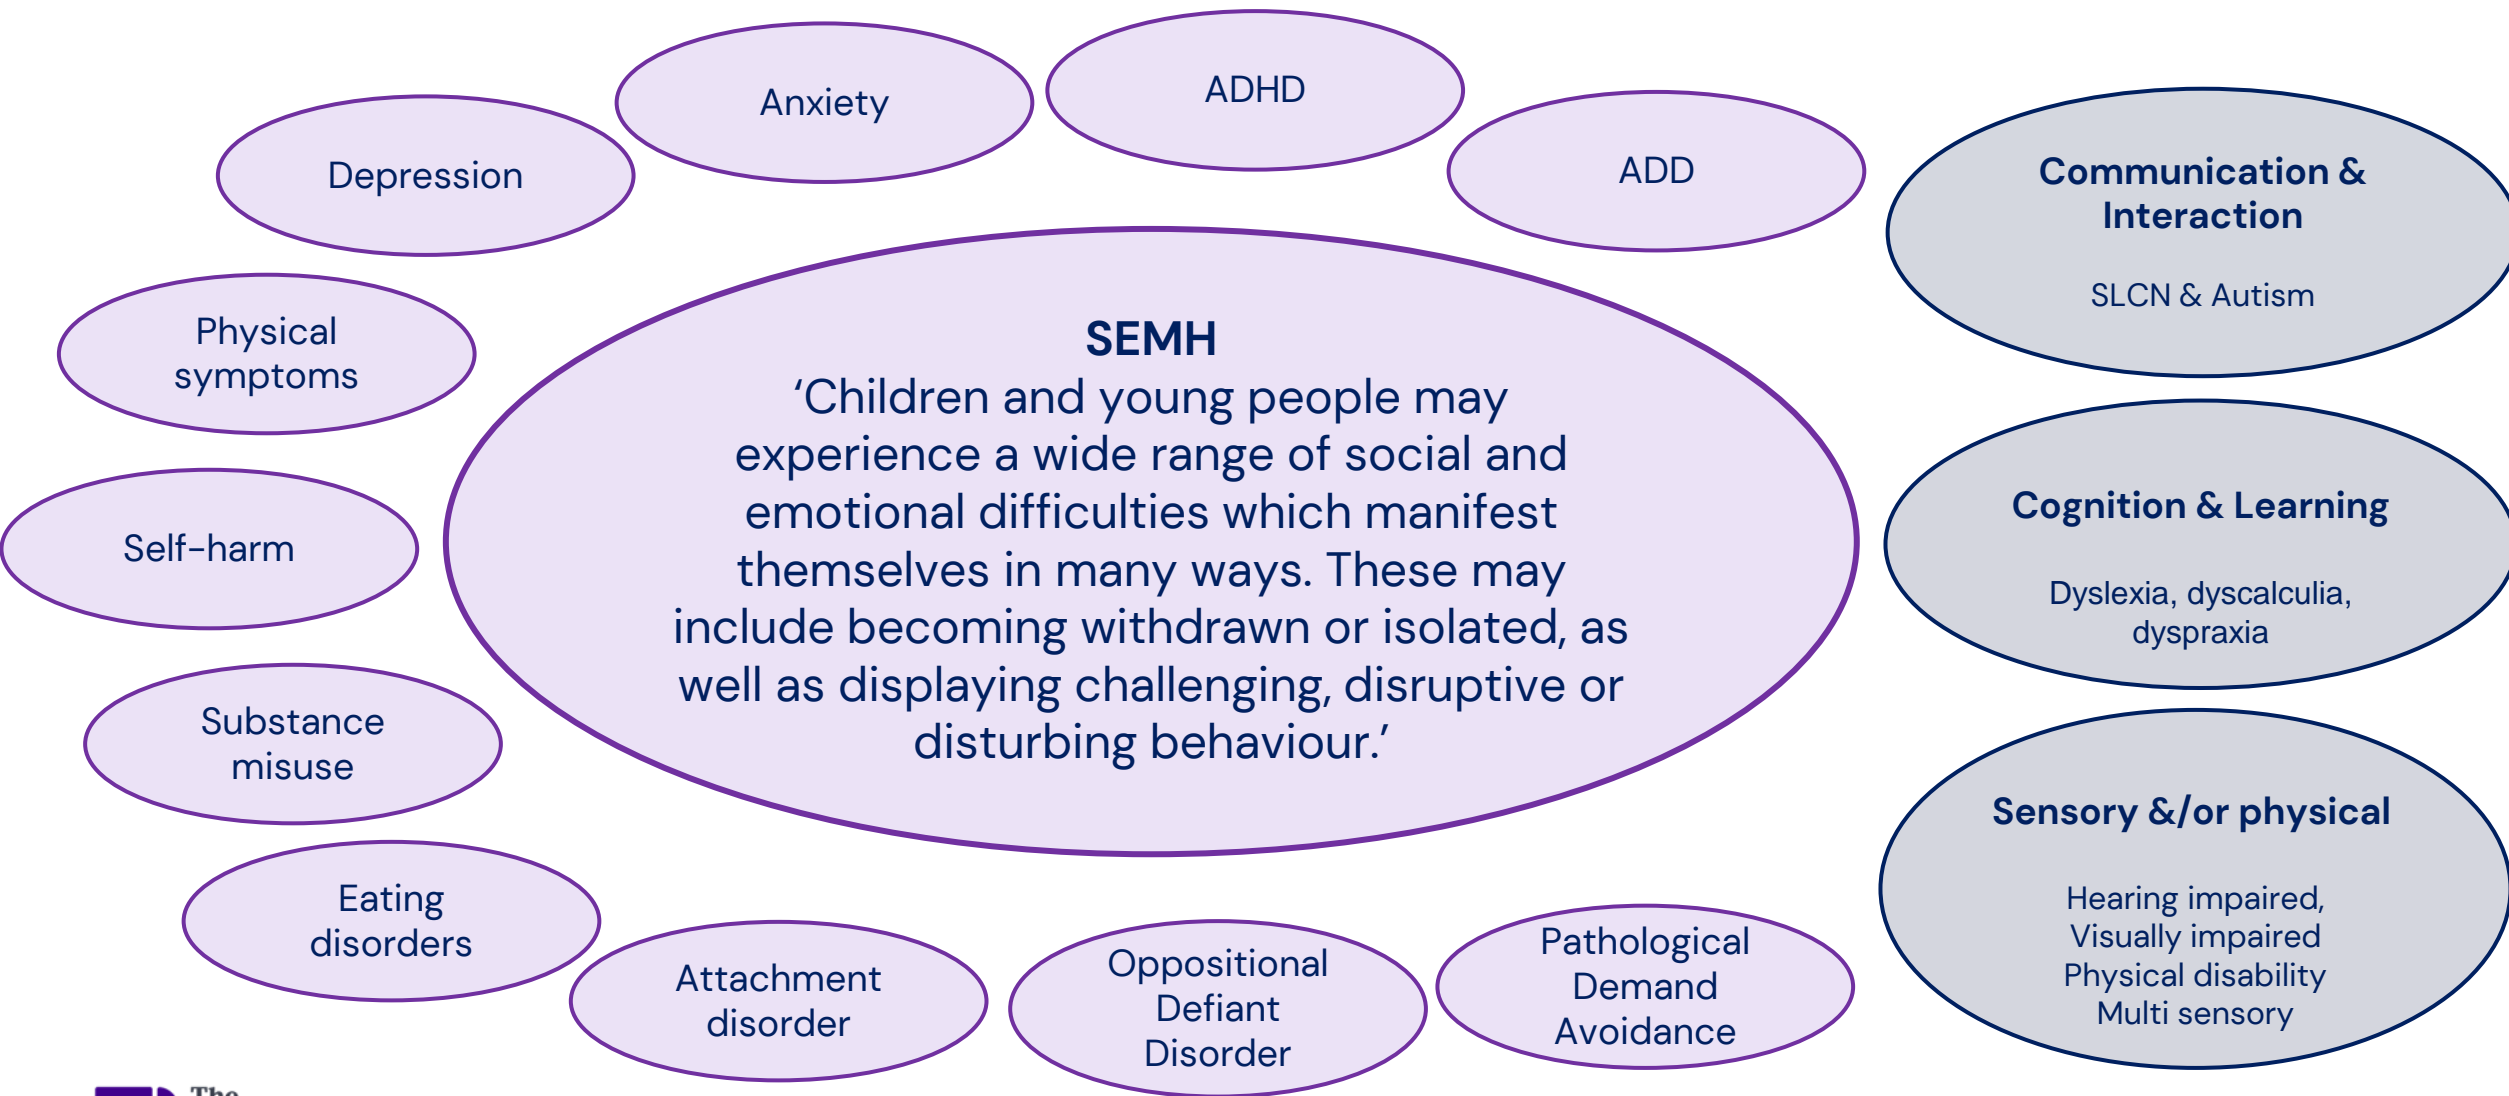 Anxiety
ADHD
Depression
ADD
Physical
symptoms
Self-harm
Substance
misuse
Eating
disorders
Attachment
disorder
Oppositional
Defiant
Disorder
Pathological
Demand
Avoidance
SEMH
‘Children and young people may
experience a wide range of social and
emotional difficulties which manifest
themselves in many ways. These may
include becoming withdrawn or isolated, as
well as displaying challenging, disruptive or
disturbing behaviour.’
Communication &
Interaction
SLCN & Autism
Cognition & Learning
Dyslexia, dyscalculia,
dyspraxia
Sensory &/or physical
Hearing impaired,
Visually impaired
Physical disability
Multi sensory
The